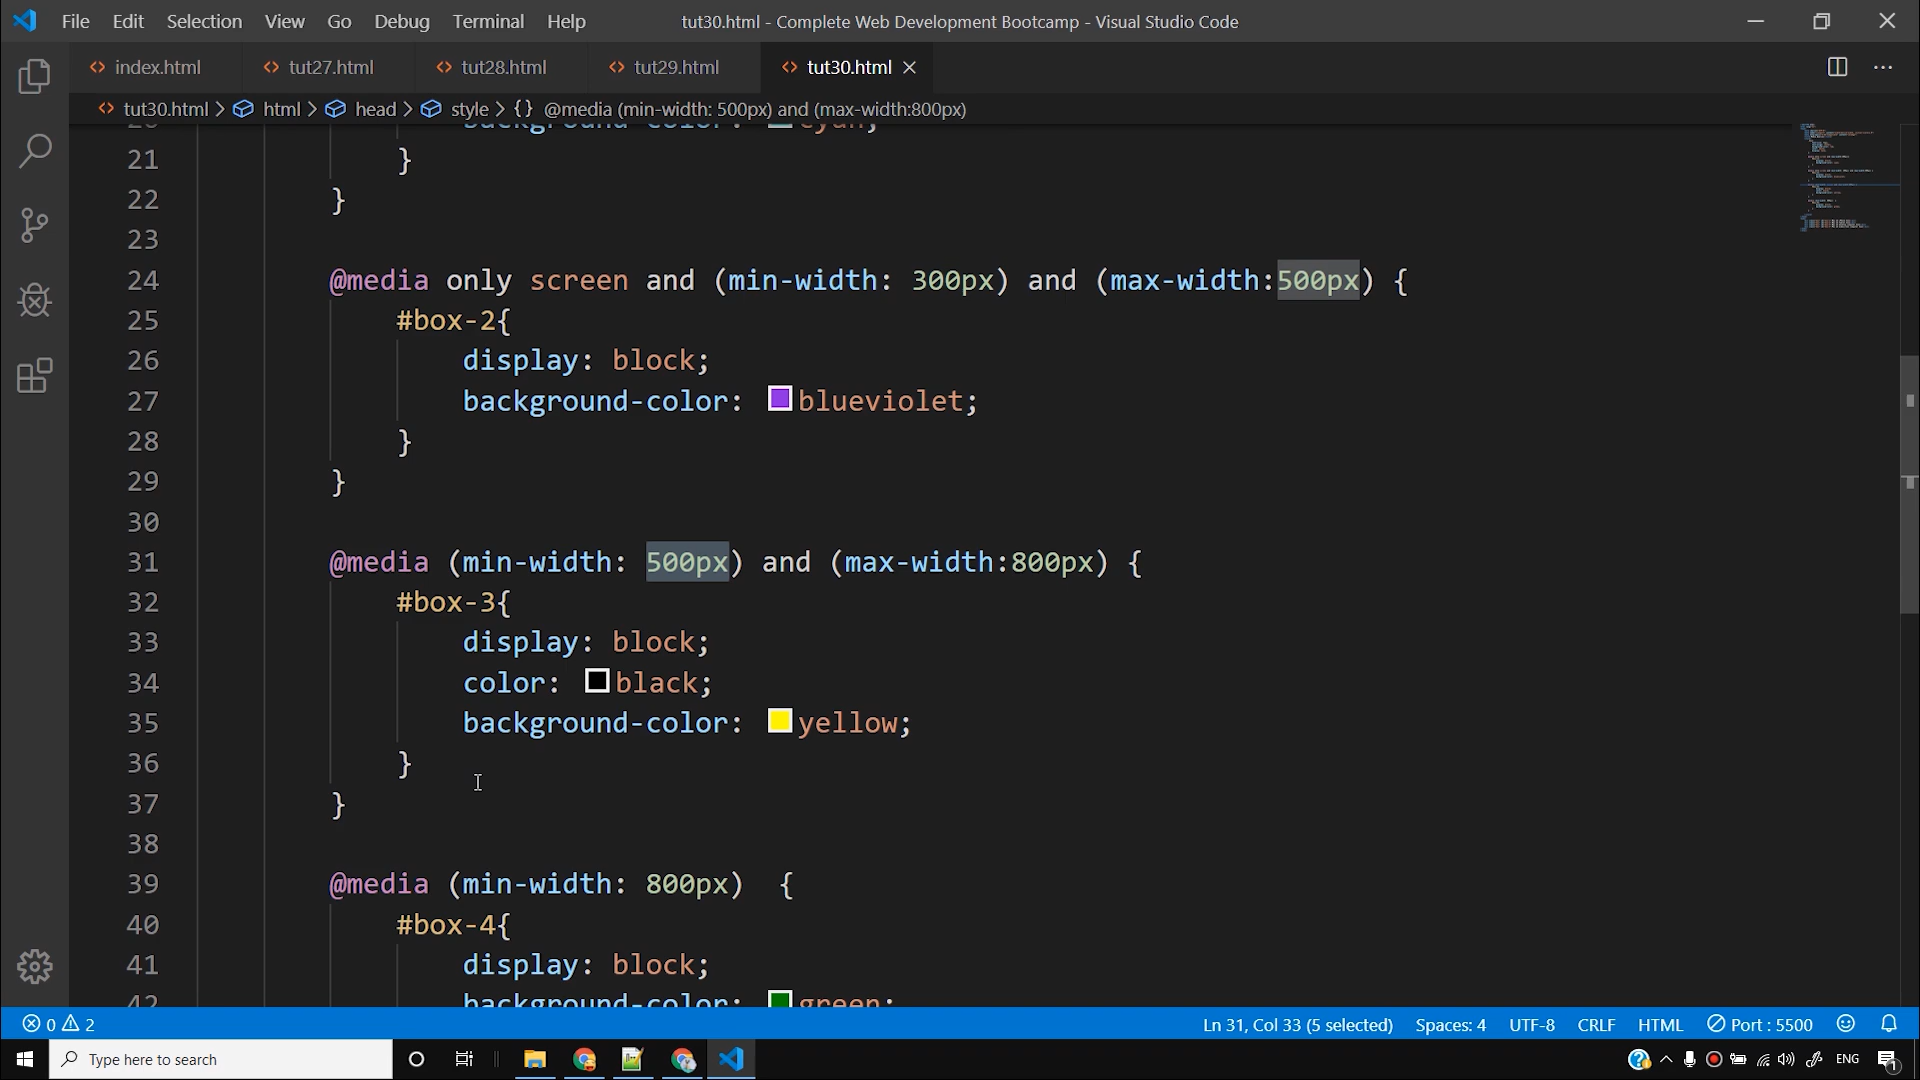 File Edit Selection View Go Debug Terminal Help tut30.html - Complete Web Development Bootcamp - Visual Studio Code
index.html tut27.html tut28.html tut29.html tut30.html
tut30.html > html > head > style > {} @media (min-width: 500px) and (max-width:800px)
20 background-color: cyan;
21 }
22 }
23
24 @media only screen and (min-width: 300px) and (max-width:500px) {
25 #box-2{
26 display: block;
27 background-color: blueviolet;
28 }
29 }
30
31 @media (min-width: 500px) and (max-width:800px) {
32 #box-3{
33 display: block;
34 color: black;
35 background-color: yellow;
36 }
37 }
38
39 @media (min-width: 800px) {
40 #box-4{
41 display: block;
42 background-color: green;
0 2 Ln 31, Col 33 (5 selected) Spaces: 4 UTF-8 CRLF HTML Port : 5500
Type here to search ENG 1